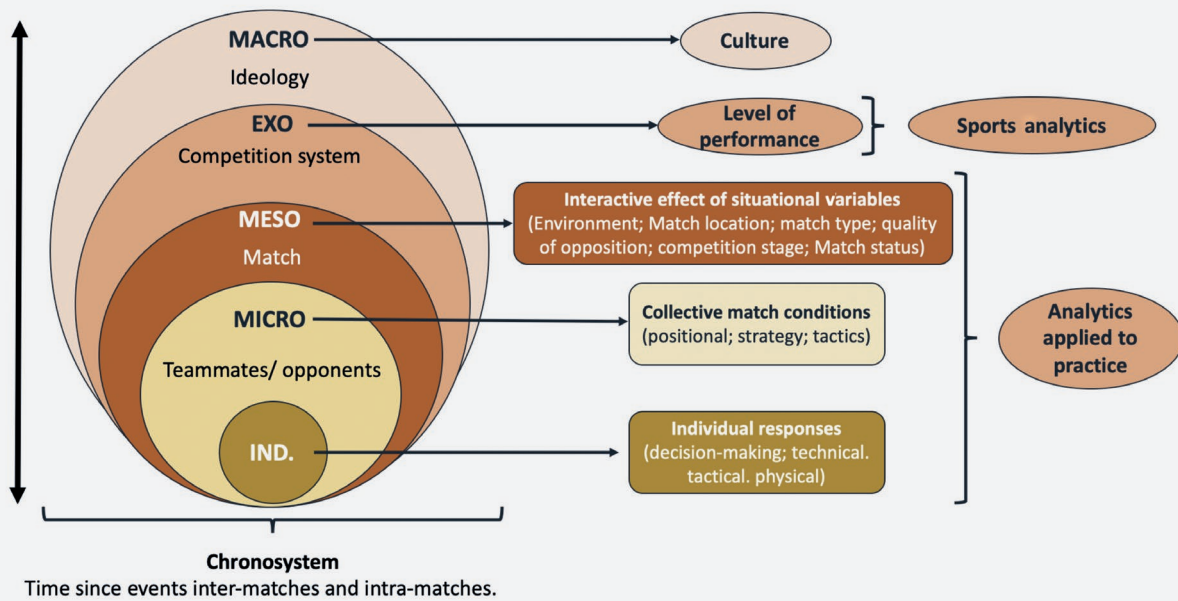 MACRO
Ideology
Culture
EXO
Competition system
Level of
performance
Sports analytics
MESO
Match
Interactive effect of situational variables
(Environment; Match location; match type; quality
of opposition; competition stage; Match status)
MICRO
Teammates/ opponents
Collective match conditions
(positional; strategy; tactics)
Analytics
applied to
practice
IND.
Individual responses
(decision-making; technical.
tactical. physical)
Chronosystem
Time since events inter-matches and intra-matches.